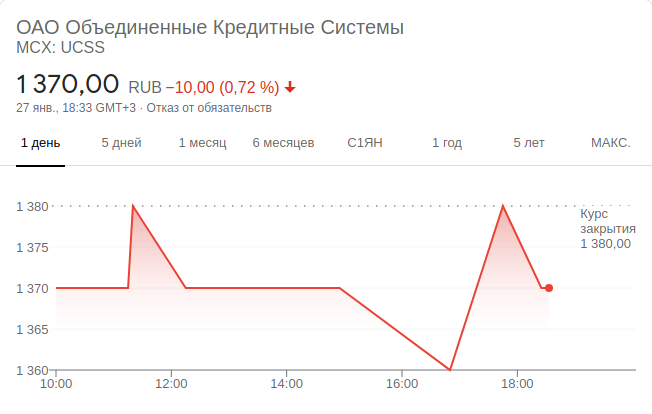 ОАО Объединенные Кредитные Системы
MCX: UCSS
1 370,00 RUB −10,00 (0,72 %)
27 янв., 18:33 GMT+3 · Отказ от обязательств
1 день 5 дней 1 месяц 6 месяцев С1ЯН 1 год 5 лет МАКС.
1 380
Курс
закрытия
1 380,00
1 375
1 370
1 365
1 360
10:00 12:00 14:00 16:00 18:00